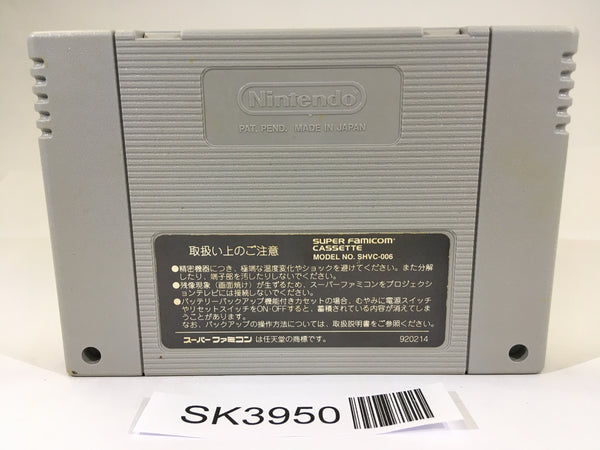 Nintendo
PAT. PEND. MADE IN JAPAN
取扱い上のご注意
SUPER FAMICOM
CASSETTE
MODEL NO. SHVC-006
●精密機器につき、極端な温度変化やショックを避けてください。また分解
したり、端子部を汚したりしないでください。
●残像現象（画面焼け）が生ずるため、スーパーファミコンをプロジェクシ
ョンテレビには接続しないでください。
●バッテリーバックアップ機能付きカセットの場合、むやみに電源スイッチ
やリセットスイッチをON・OFFすると、蓄積されている内容が消えてしま
うことがあります。
なお、バックアップの操作方法については、取扱説明書をご参照ください。
スーパーファミコンは任天堂の商標です。
920214
SK3950